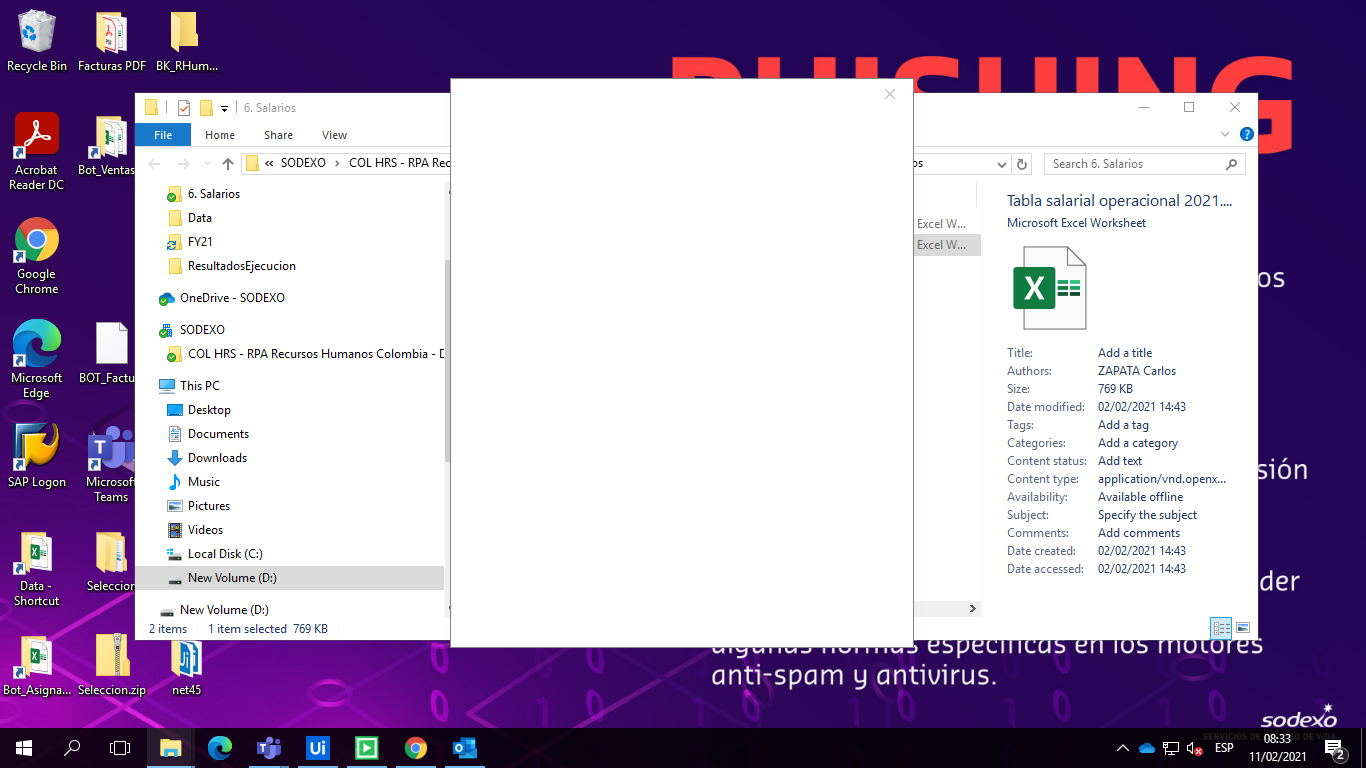 Recycle Bin
Facturas PDF
BK_RHum...
Acrobat
Reader DC
Bot_Ventas
Google
Chrome
Microsoft
Edge
BOT_Factu
SAP Logon
Microsoft
Teams
Data -
Shortcut
Seleccion
Bot_Asigna...
Seleccion.zip
net45
PHISHING
6. Salarios
File
Home
Share
View
« SODEXO > COL HRS - RPA Rec
os
Search 6. Salarios
6. Salarios
Data
FY21
ResultadosEjecucion
OneDrive - SODEXO
SODEXO
COL HRS - RPA Recursos Humanos Colombia - D
This PC
Desktop
Documents
Downloads
Music
Pictures
Videos
Local Disk (C:)
New Volume (D:)
New Volume (D:)
2 items
1 item selected 769 KB
Excel W...
Excel W...
Tabla salarial operacional 2021....
Microsoft Excel Worksheet
Title: Add a title
Authors: ZAPATA Carlos
Size: 769 KB
Date modified: 02/02/2021 14:43
Tags: Add a tag
Categories: Add a category
Content status: Add text
Content type: application/vnd.openx...
Availability: Available offline
Subject: Specify the subject
Comments: Add comments
Date created: 02/02/2021 14:43
Date accessed: 02/02/2021 14:43
os
sión
der
algunas normas específicas en los motores
anti-spam y antivirus.
sodexo
SERVICIOS DE CALIDAD DE VIDA
ESP
08:33
11/02/2021
2